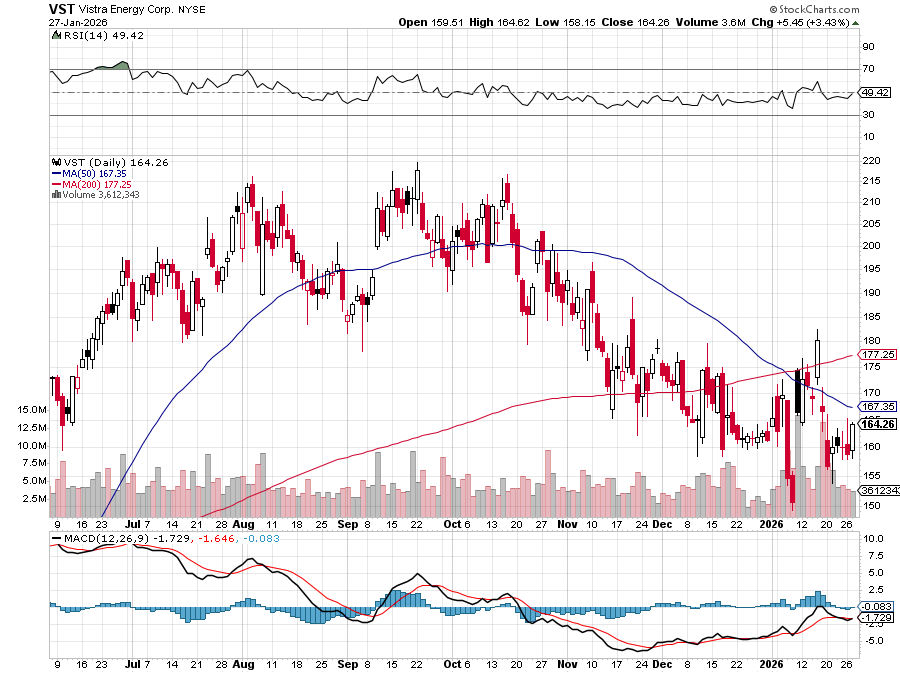 VST Vistra Energy Corp. NYSE
© StockCharts.com
27-Jan-2026
Open 159.51 High 164.62 Low 158.15 Close 164.26 Volume 3.6M Chg +5.45 (+3.43%)
RSI(14) 49.42
90
70
49.42
30
10
VST (Daily) 164.26
MA(50) 167.35
MA(200) 177.25
Volume 3,612,343
220
215
210
205
200
195
190
185
180
177.25
175
170
167.35
164.26
160
155
3612343
150
15.0M
12.5M
10.0M
7.5M
5.0M
2.5M
9 16 23 Jul 7 14 21 28 Aug 11 18 25 Sep 8 15 22 Oct 6 13 20 27 Nov 10 17 24 Dec 8 15 22 2026 12 20 26
MACD(12,26,9) -1.729, -1.646, -0.083
10.0
7.5
5.0
2.5
-0.083
-1.729
-5.0
9 16 23 Jul 7 14 21 28 Aug 11 18 25 Sep 8 15 22 Oct 6 13 20 27 Nov 10 17 24 Dec 8 15 22 2026 12 20 26